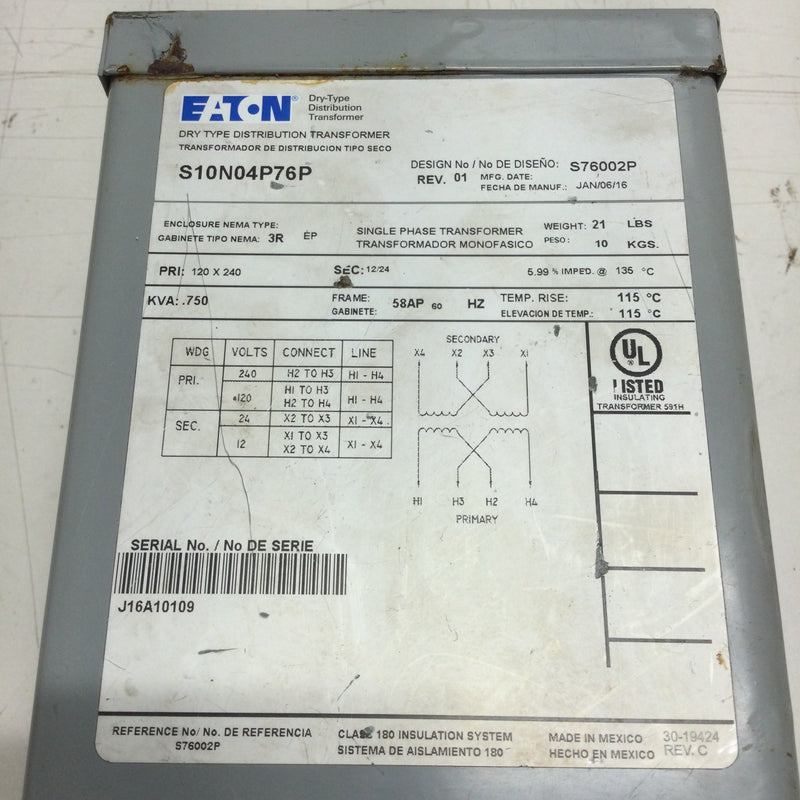 EATON® Dry-Type
Distribution
Transformer
DRY TYPE DISTRIBUTION TRANSFORMER
TRANSFORMADOR DE DISTRIBUCION TIPO SECO
S10N04P76P
DESIGN No / No DE DISEÑO: S76002P
REV. 01 MFG. DATE:
FECHA DE MANUF.: JAN/06/16
ENCLOSURE NEMA TYPE:
GABINETE TIPO NEMA: 3R EP
SINGLE PHASE TRANSFORMER
TRANSFORMADOR MONOFASICO
WEIGHT: 21 LBS
PESO: 10 KGS.
PRI: 120 X 240 SEC: 12/24 5.99 % IMPED. @ 135 °C
KVA: .750 FRAME: 58AP 60 HZ TEMP. RISE: 115 °C
GABINETE: ELEVACION DE TEMP.: 115 °C
WDG VOLTS CONNECT LINE
PRI. 240 H2 TO H3 H1 - H4
120 H1 TO H3 H1 - H4
H2 TO H4
SEC. 24 X2 TO X3 X1 - X4
12 X1 TO X3 X1 - X4
X2 TO X4
SECONDARY
X4 X2 X3 X1
H1 H3 H2 H4
PRIMARY
UL
LISTED
INSULATING
TRANSFORMER 591H
SERIAL No. / No DE SERIE
J16A10109
REFERENCE No/ No. DE REFERENCIA
S76002P
CLASS 180 INSULATION SYSTEM
SISTEMA DE AISLAMIENTO 180
MADE IN MEXICO
HECHO EN MEXICO
30-19424
REV. C